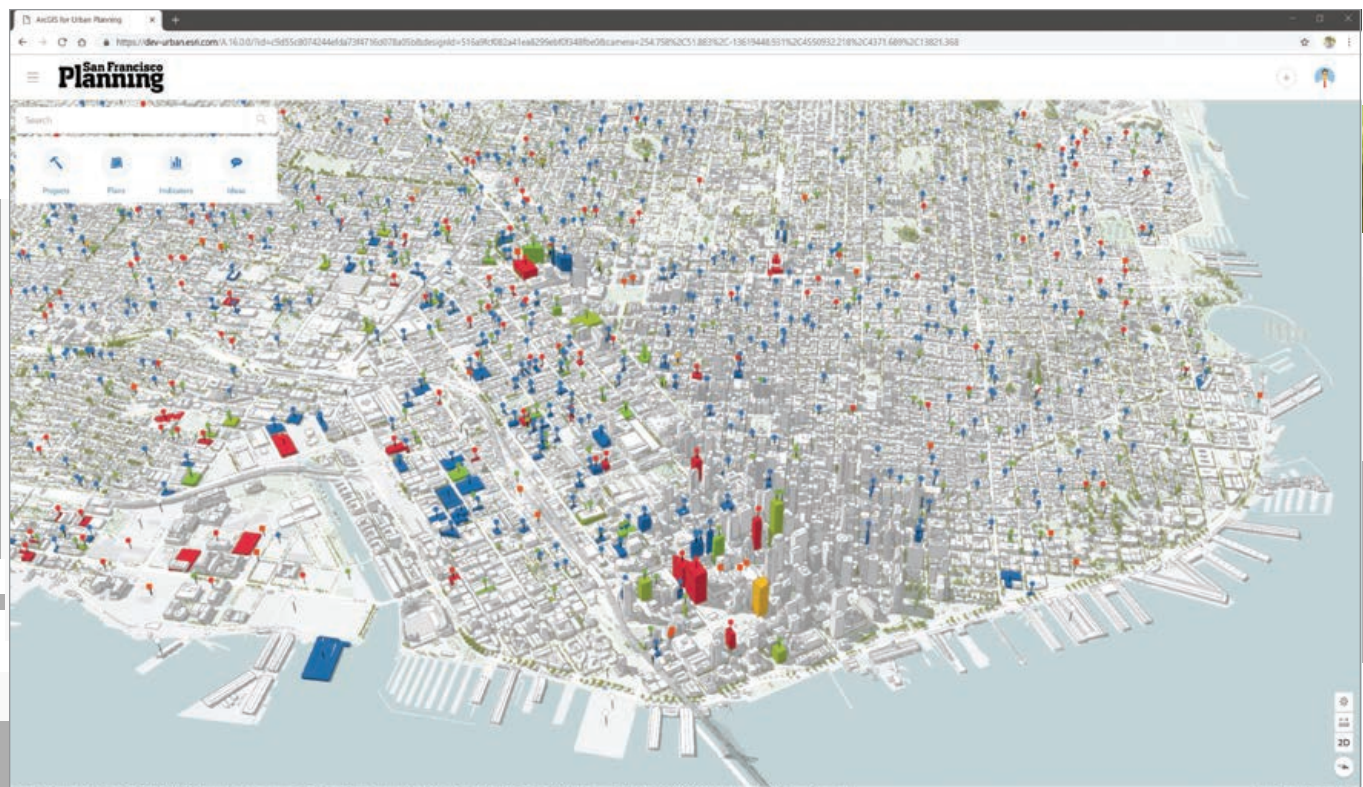 ArcGIS for Urban Planning
San Francisco
Planning
Search
Projects Plans Indicators Ideas
2D